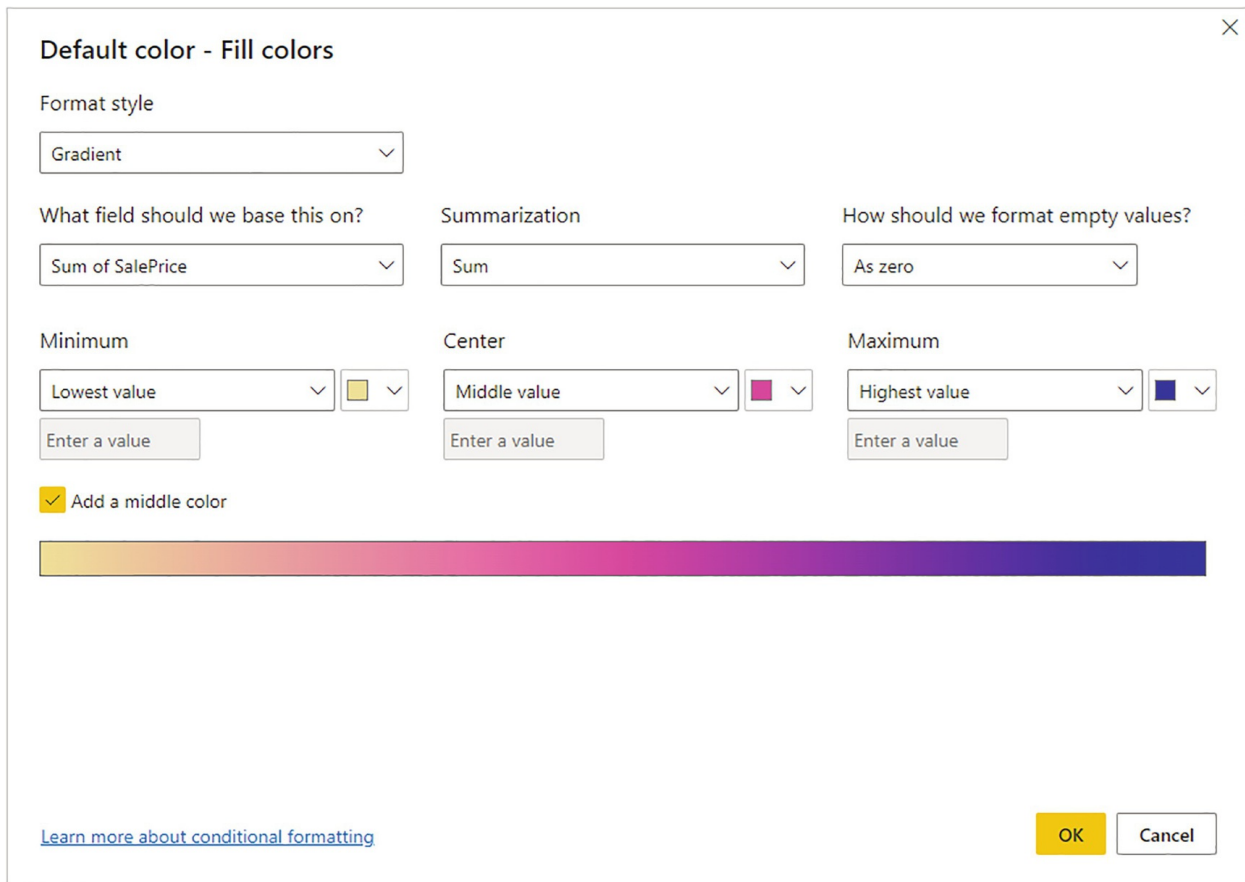 Default color - Fill colors
Format style
Gradient
What field should we base this on? Summarization How should we format empty values?
Sum of SalePrice Sum As zero
Minimum Center Maximum
Lowest value Middle value Highest value
Enter a value Enter a value Enter a value
Add a middle color
Learn more about conditional formatting OK Cancel